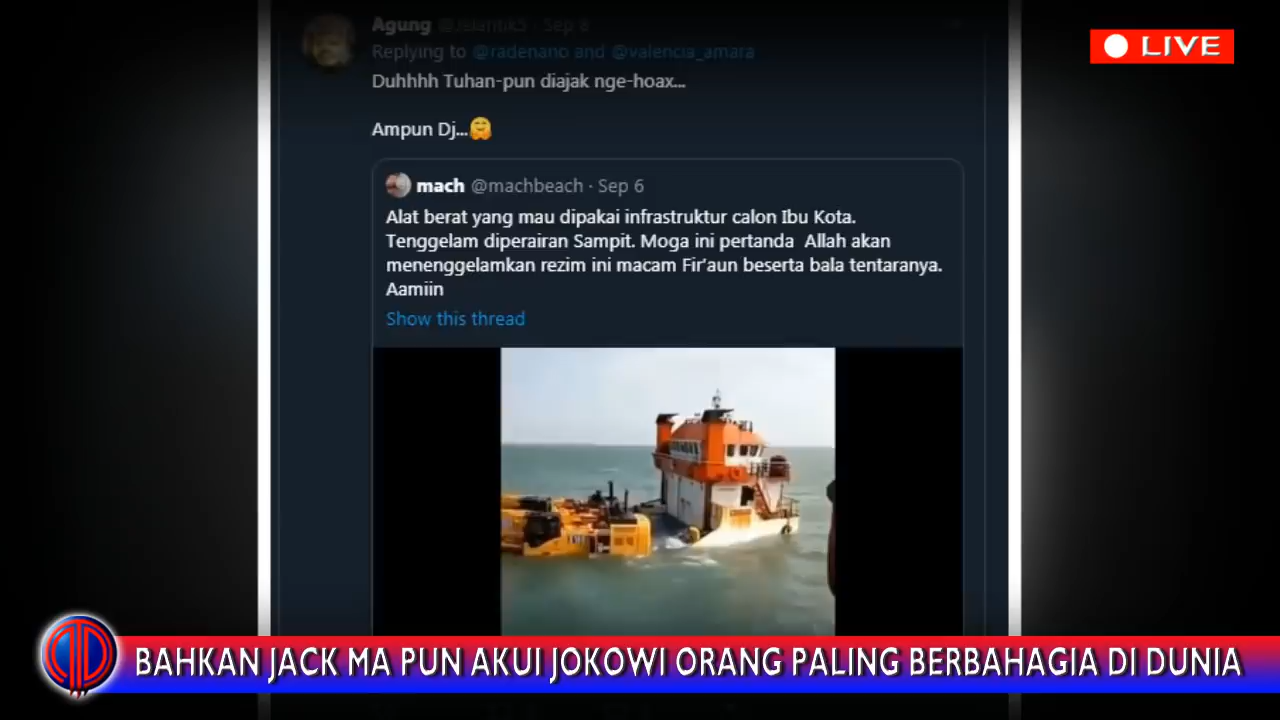 Agung @Jelentik5 · Sep 8
LIVE
Replying to @radenano and @valencia_amara
Duhhhh Tuhan-pun diajak nge-hoax...
Ampun Dj...🤗
mach @machbeach · Sep 6
Alat berat yang mau dipakai infrastruktur calon Ibu Kota.
Tenggelam diperairan Sampit. Moga ini pertanda Allah akan
menenggelamkan rezim ini macam Fir'aun beserta bala tentaranya.
Aamiin
Show this thread
BAHKAN JACK MA PUN AKUI JOKOWI ORANG PALING BERBAHAGIA DI DUNIA